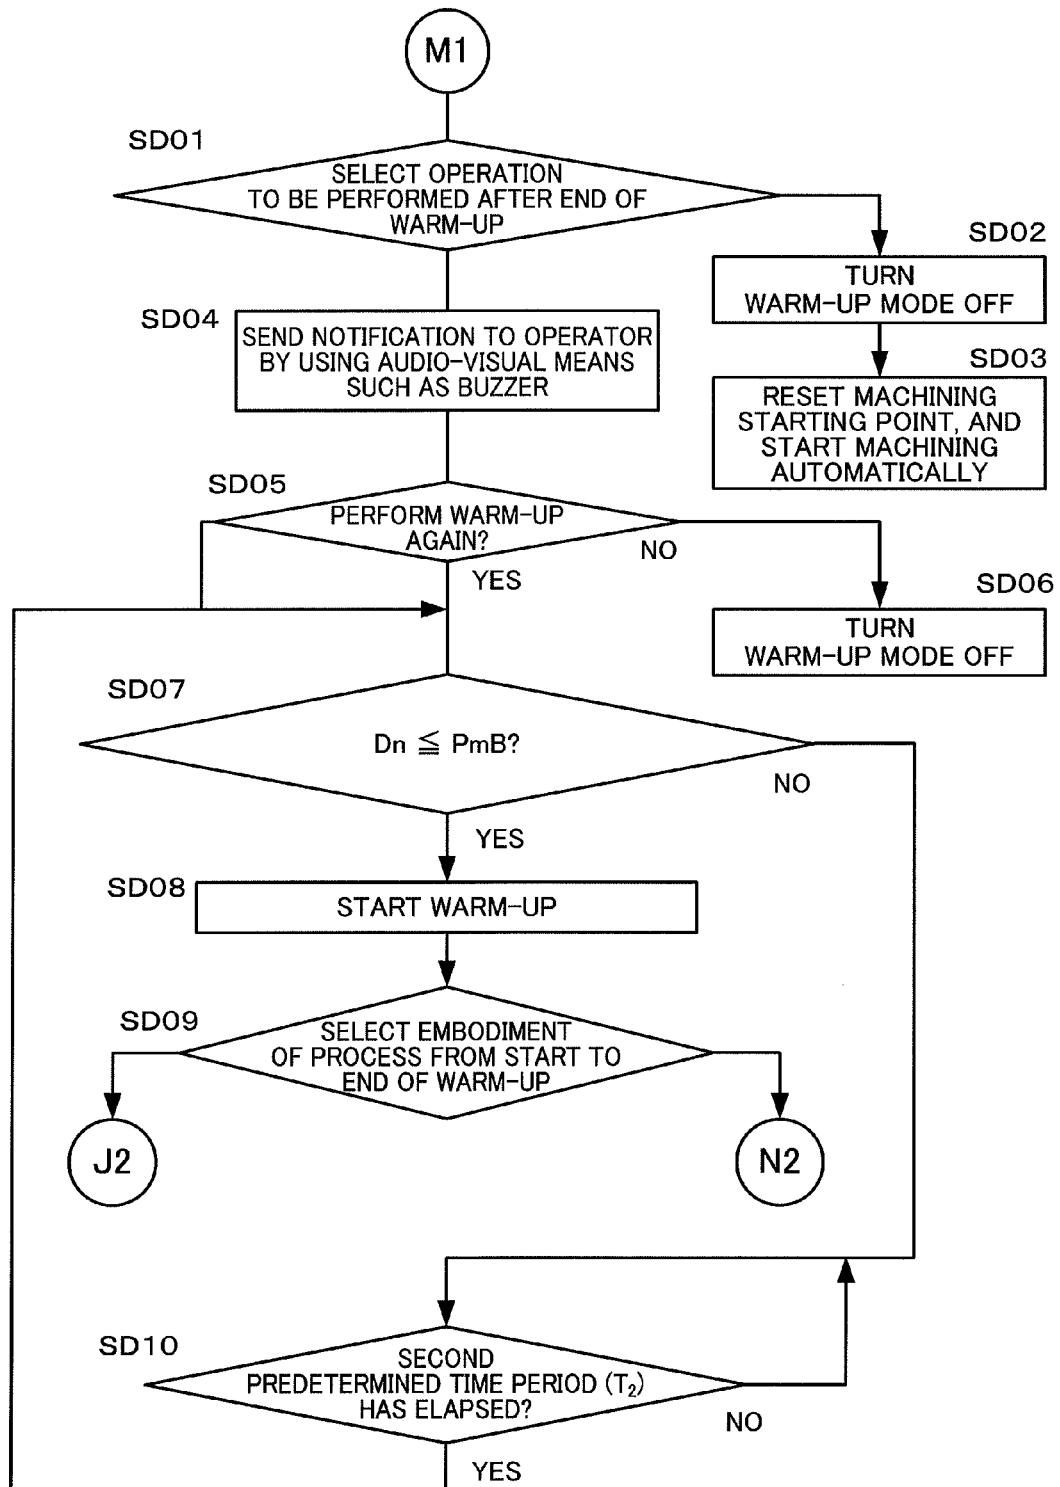 M1
SD01
SELECT OPERATION
TO BE PERFORMED AFTER END OF
WARM-UP
SD02
TURN
WARM-UP MODE OFF
SD03
RESET MACHINING
STARTING POINT, AND
START MACHINING
AUTOMATICALLY
SD04
SEND NOTIFICATION TO OPERATOR
BY USING AUDIO-VISUAL MEANS
SUCH AS BUZZER
SD05
PERFORM WARM-UP
AGAIN?
NO
YES
SD06
TURN
WARM-UP MODE OFF
SD07
Dn ≦ PmB?
NO
YES
SD08
START WARM-UP
SD09
SELECT EMBODIMENT
OF PROCESS FROM START TO
END OF WARM-UP
J2
N2
SD10
SECOND
PREDETERMINED TIME PERIOD (T₂)
HAS ELAPSED?
NO
YES